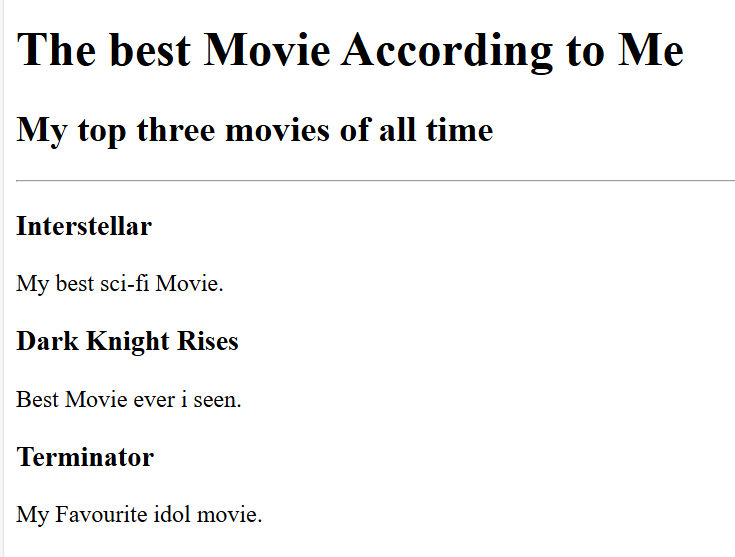 The best Movie According to Me
My top three movies of all time
Interstellar
My best sci-fi Movie.
Dark Knight Rises
Best Movie ever i seen.
Terminator
My Favourite idol movie.